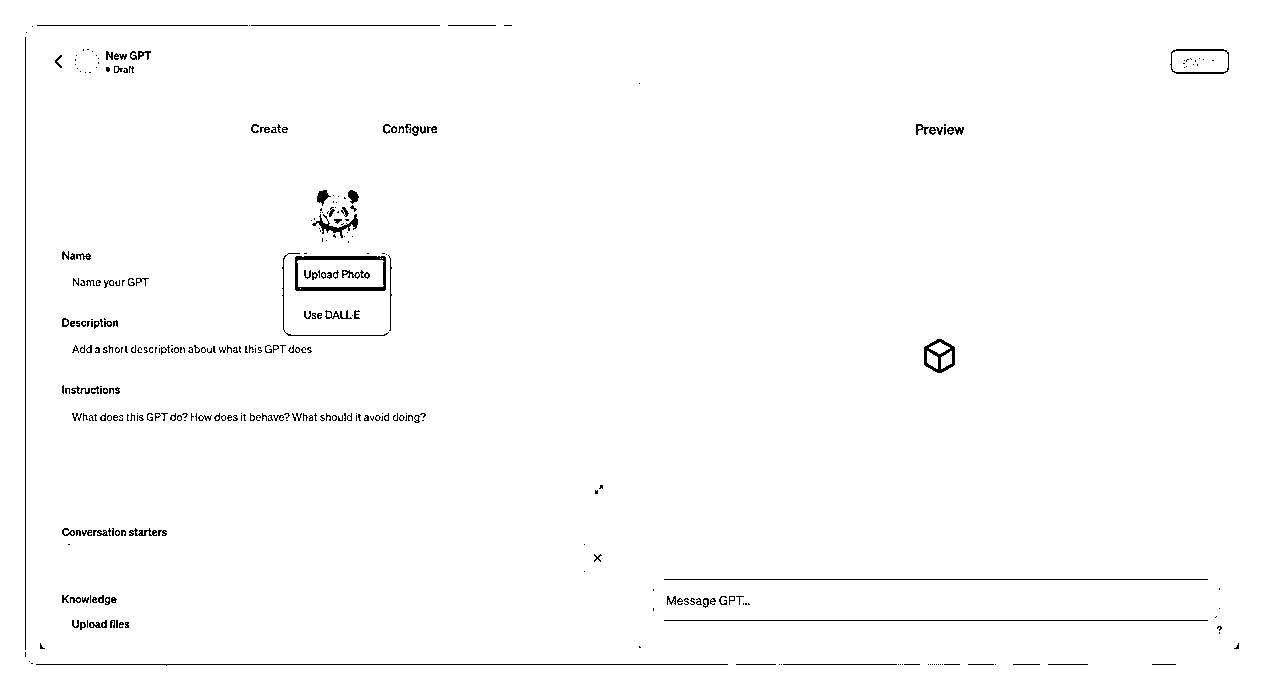 New GPT
• Draft
Create
Configure
Preview
Name
Upload Photo
Name your GPT
Use DALL·E
Description
Add a short description about what this GPT does
Instructions
What does this GPT do? How does it behave? What should it avoid doing?
Conversation starters
Knowledge
Message GPT...
Upload files
?